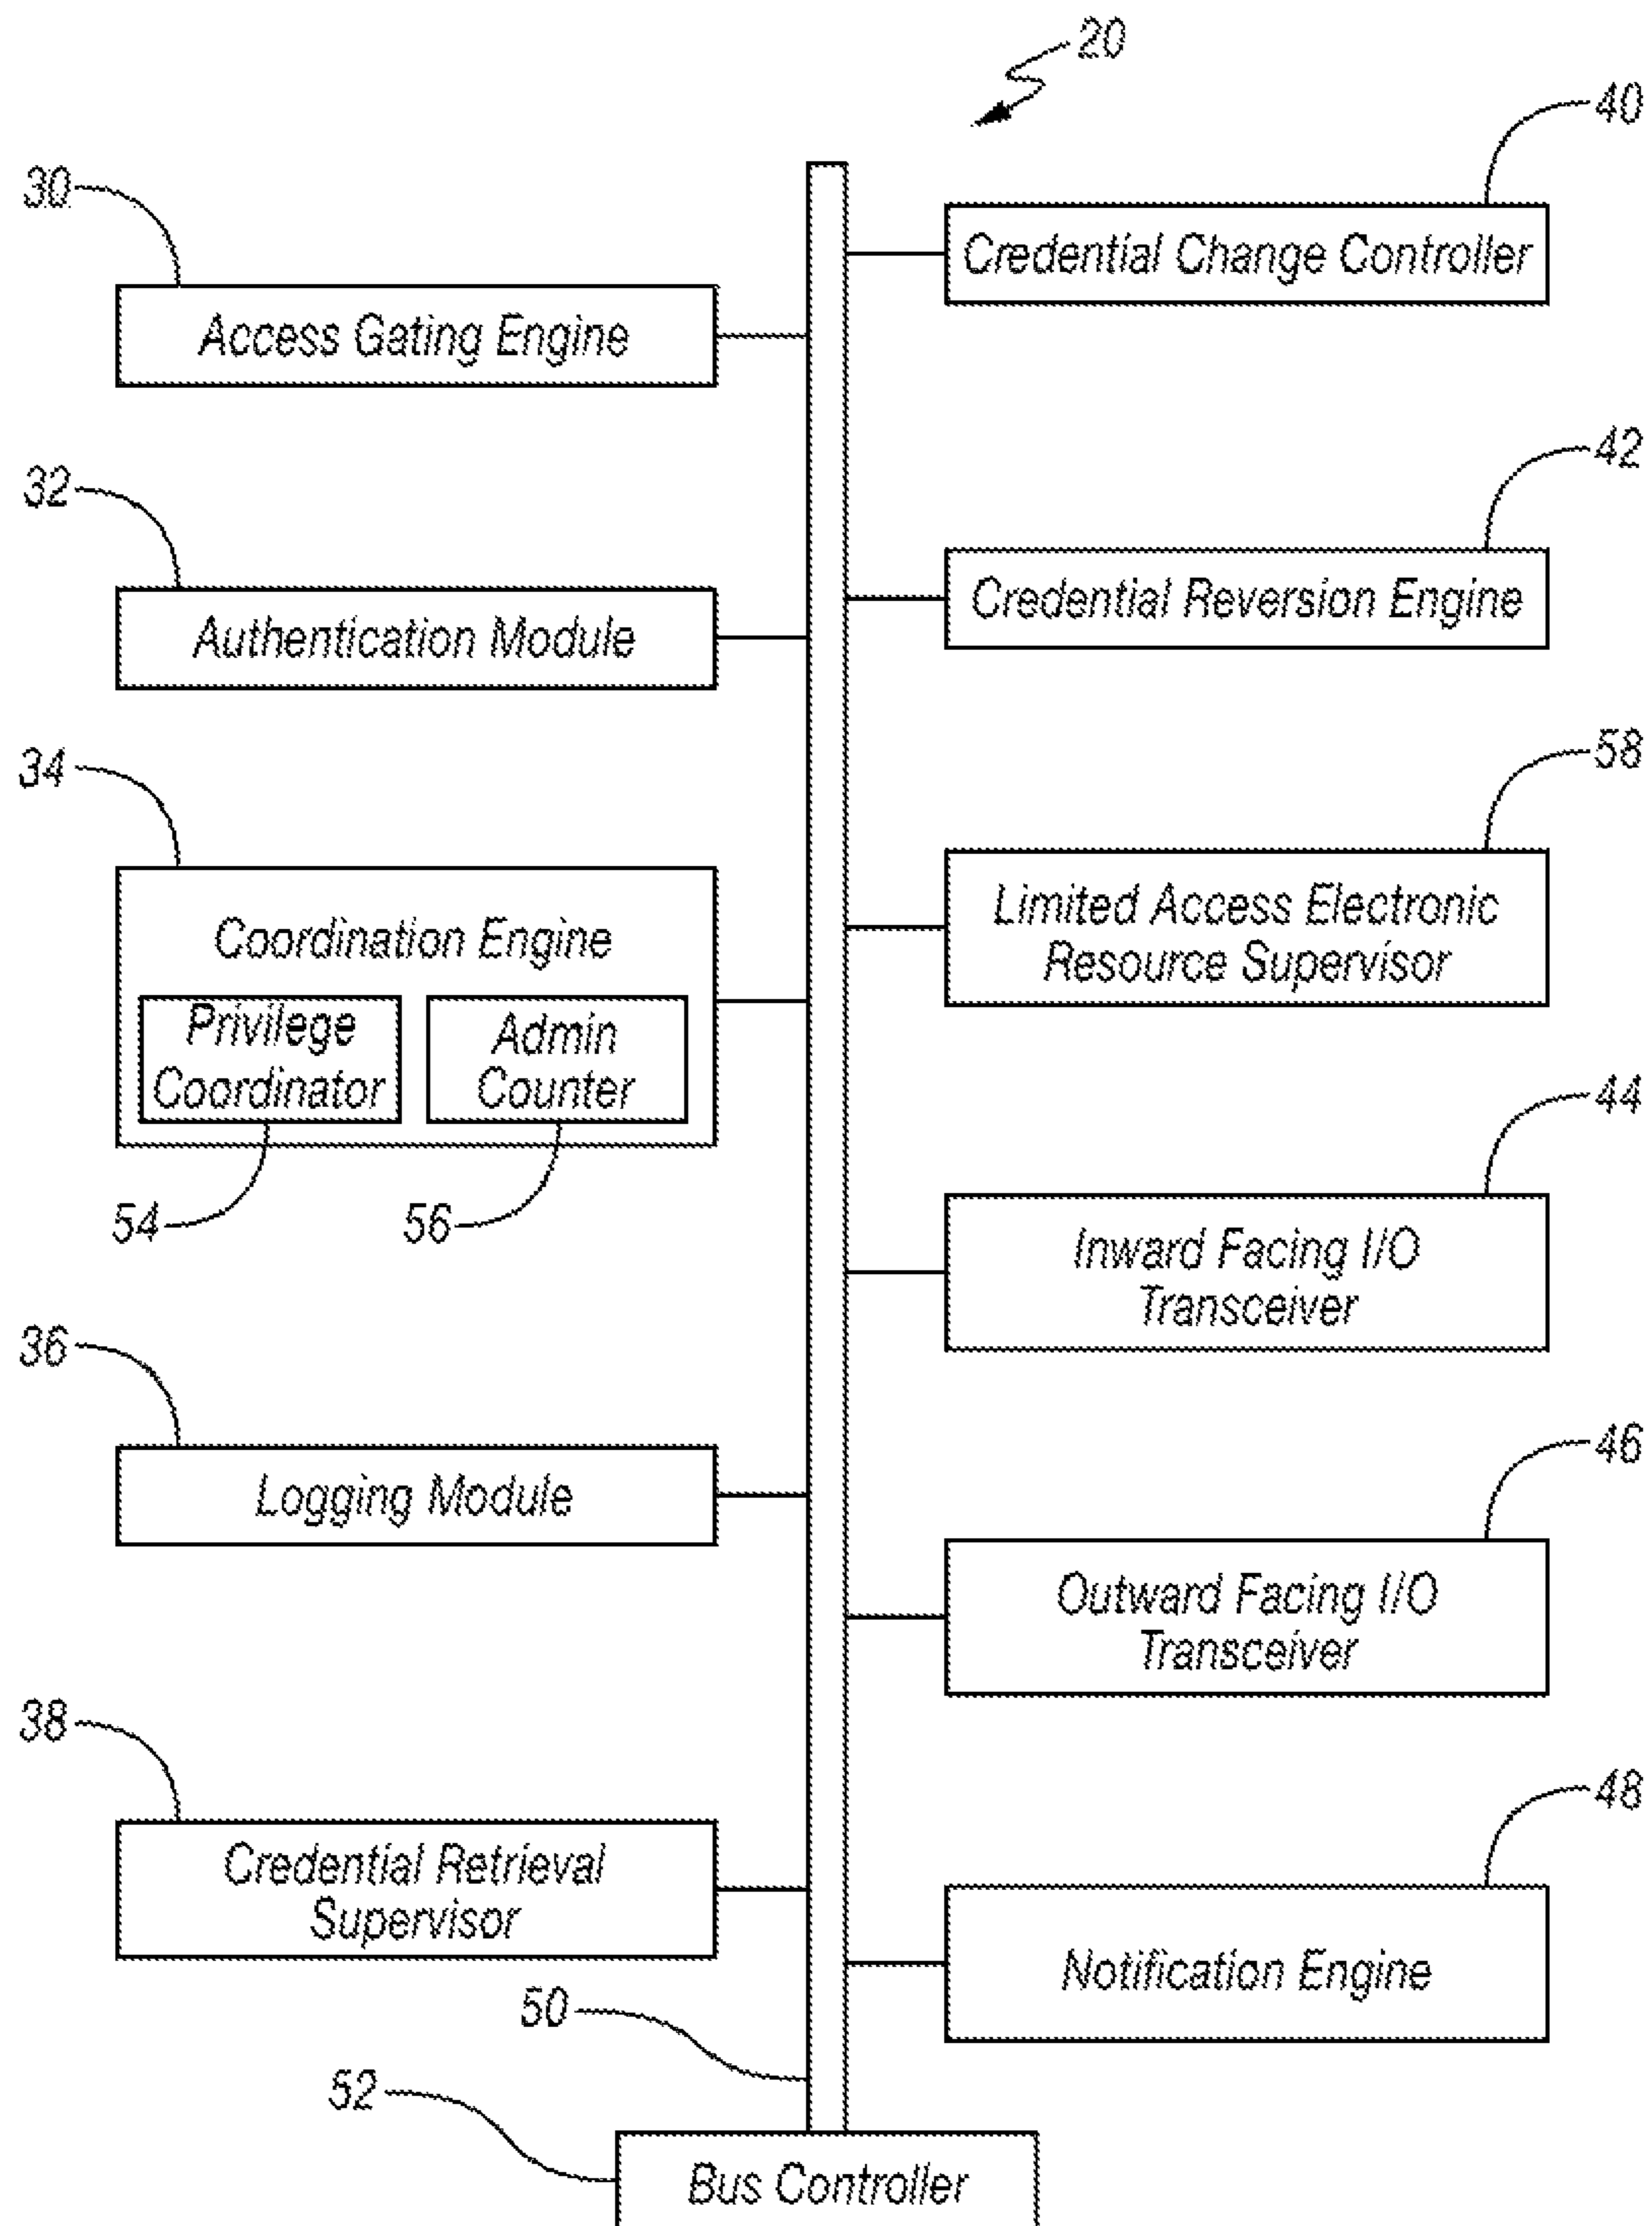 20
40
30
Credential Change Controller
Access Gating Engine
42
32
Credential Reversion Engine
Authentication Module
58
34
Limited Access Electronic
Resource Supervisor
Coordination Engine
Privilege
Coordinator
Admin
Counter
54
56
44
Inward Facing I/O
Transceiver
36
46
Logging Module
Outward Facing I/O
Transceiver
38
48
Credential Retrieval
Supervisor
Notification Engine
50
52
Bus Controller